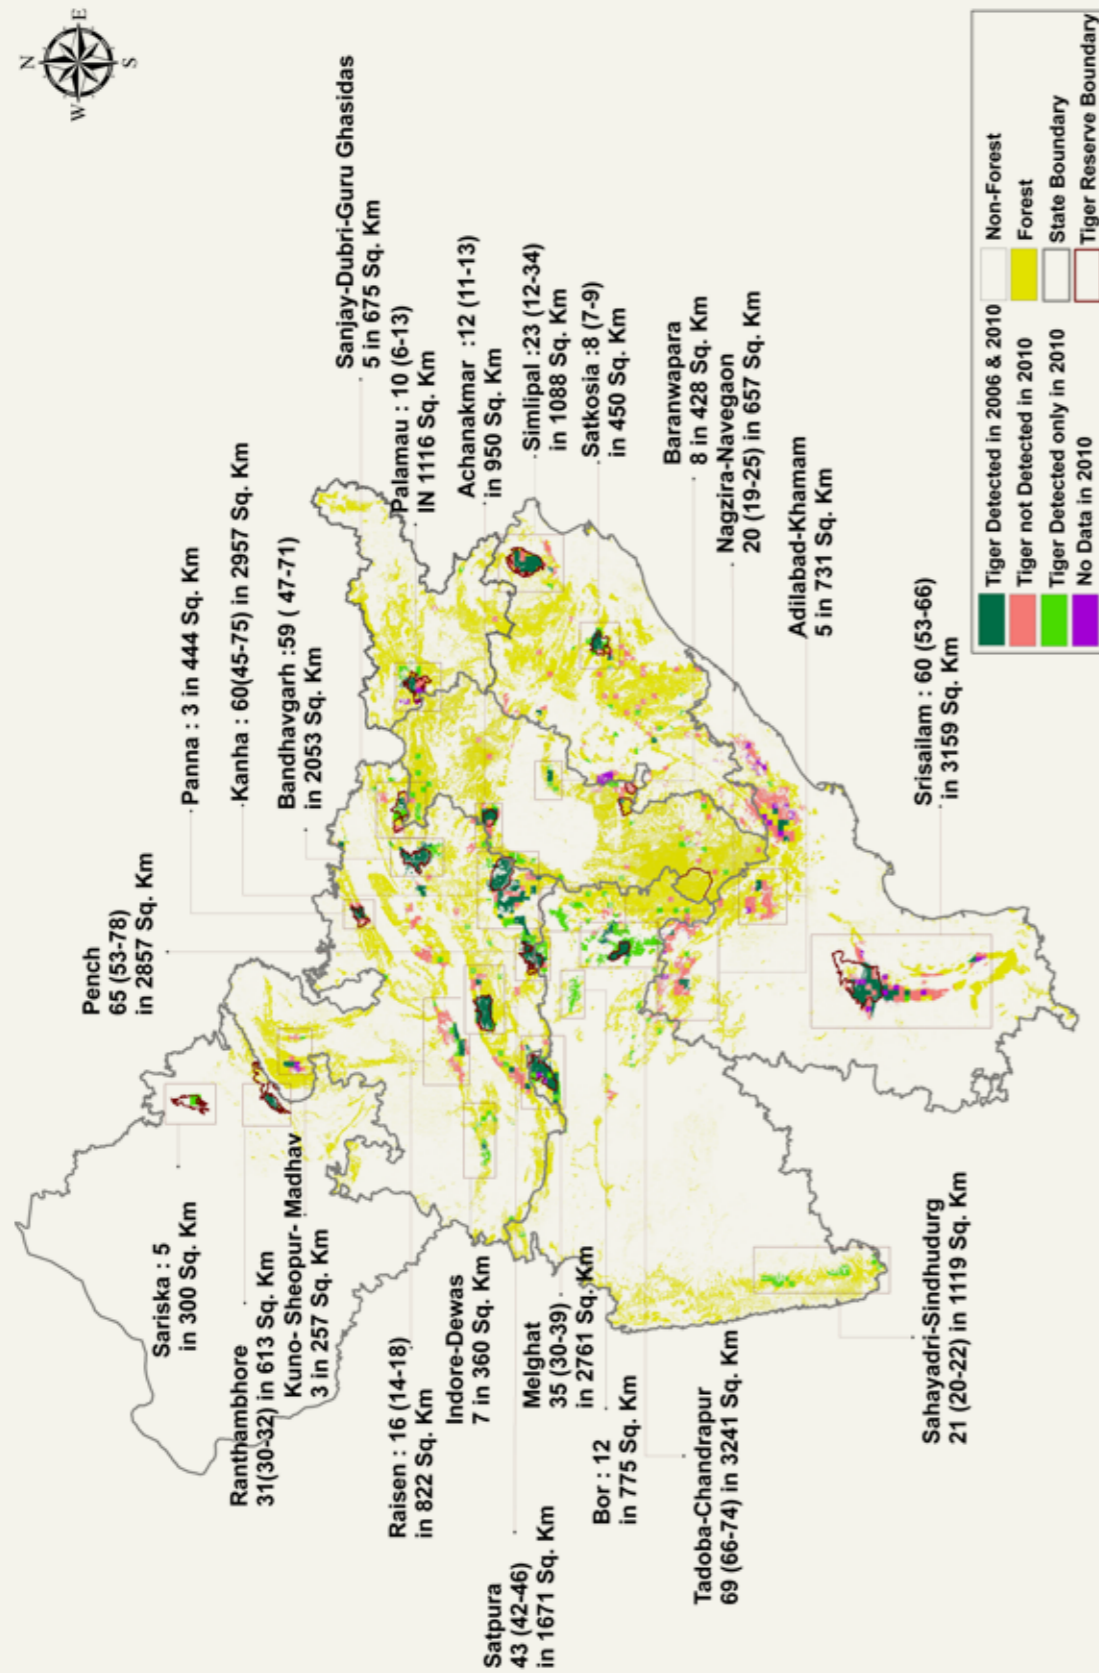 N
E
S
W
Sanjay-Dubri-Guru Ghasidas
5 in 675 Sq. Km
Palamau : 10 (6-13)
IN 1116 Sq. Km
Achanakmar :12 (11-13)
in 950 Sq. Km
Simlipal :23 (12-34)
in 1088 Sq. Km
Satkosia :8 (7-9)
in 450 Sq. Km
Baranwapara
8 in 428 Sq. Km
Nagzira-Navegaon
20 (19-25) in 657 Sq. Km
Adilabad-Khamam
5 in 731 Sq. Km
Srisailam : 60 (53-66)
in 3159 Sq. Km
Panna : 3 in 444 Sq. Km
Kanha : 60(45-75) in 2957 Sq. Km
Bandhavgarh :59 ( 47-71)
in 2053 Sq. Km
Pench
65 (53-78)
in 2857 Sq. Km
Sariska : 5
in 300 Sq. Km
Ranthambhore
31(30-32) in 613 Sq. Km
Kuno- Sheopur- Madhav
3 in 257 Sq. Km
Raisen : 16 (14-18)
in 822 Sq. Km
Indore-Dewas
7 in 360 Sq. Km
Satpura
43 (42-46)
in 1671 Sq. Km
Melghat
35 (30-39)
in 2761 Sq. Km
Bor : 12
in 775 Sq. Km
Tadoba-Chandrapur
69 (66-74) in 3241 Sq. Km
Sahayadri-Sindhudurg
21 (20-22) in 1119 Sq. Km
Tiger Detected in 2006 & 2010
Tiger not Detected in 2010
Tiger Detected only in 2010
No Data in 2010
Non-Forest
Forest
State Boundary
Tiger Reserve Boundary